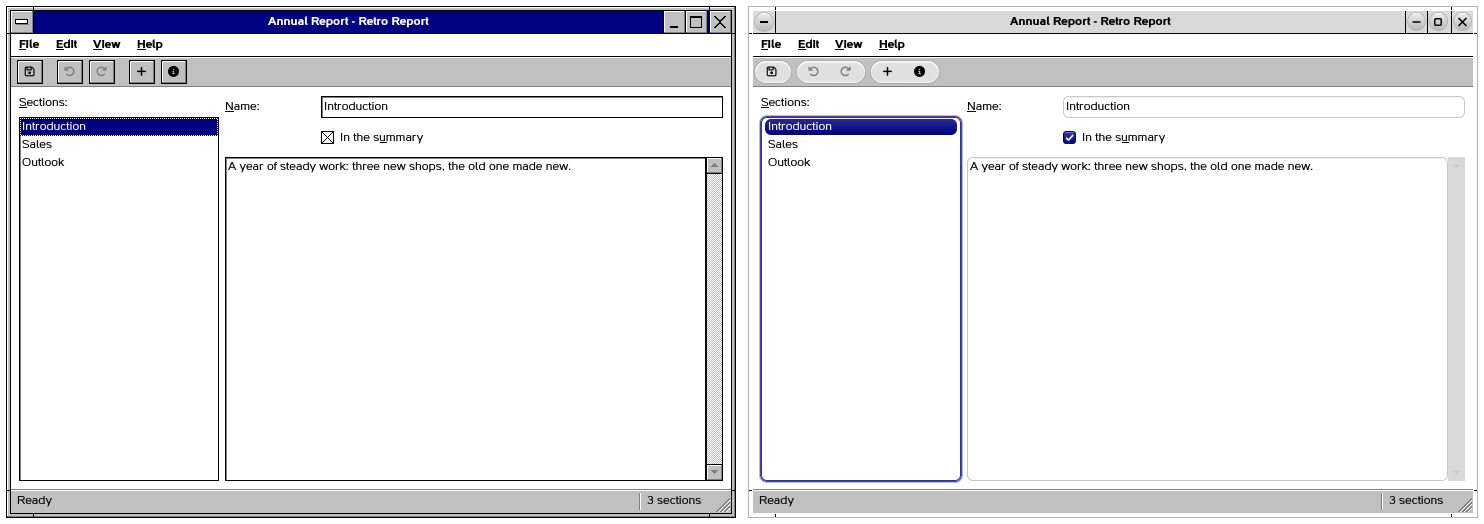 Annual Report - Retro Report
File Edit View Help
Sections:
Introduction
Sales
Outlook
Name:
Introduction
In the summary
A year of steady work: three new shops, the old one made new.
Ready
3 sections
Annual Report - Retro Report
File Edit View Help
Sections:
Introduction
Sales
Outlook
Name:
Introduction
In the summary
A year of steady work: three new shops, the old one made new.
Ready
3 sections